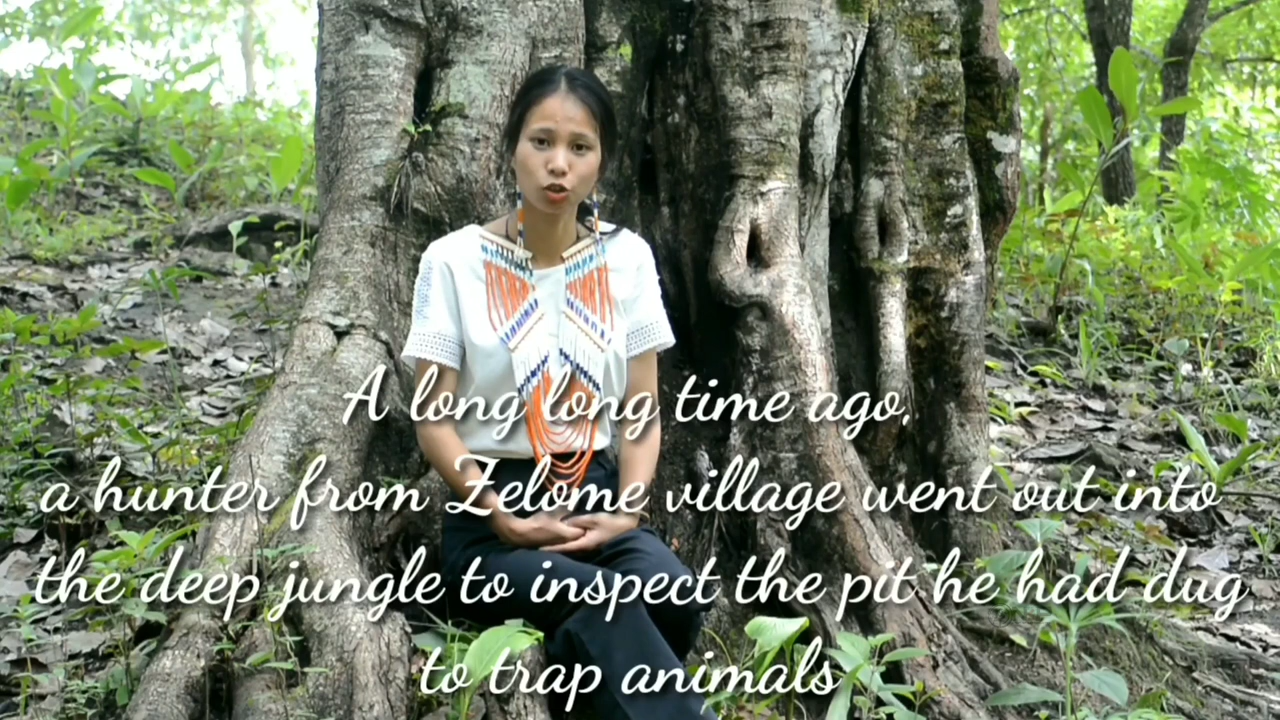 A long long time ago,
a hunter from Zelome village went out into
the deep jungle to inspect the pit he had dug
to trap animals